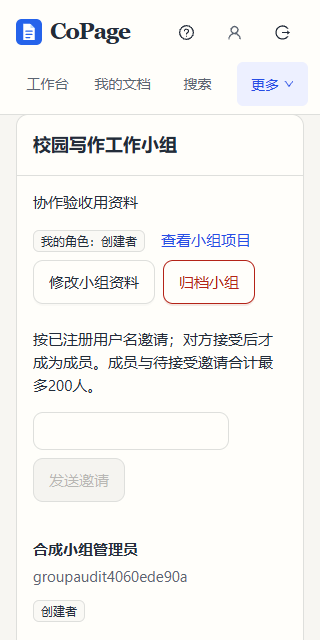 CoPage
工作台 我的文档 搜索 更多
校园写作工作小组
协作验收用资料
我的角色：创建者 查看小组项目
修改小组资料 归档小组
按已注册用户名邀请；对方接受后才
成为成员。成员与待接受邀请合计最
多200人。
发送邀请
合成小组管理员
groupaudit4060ede90a
创建者